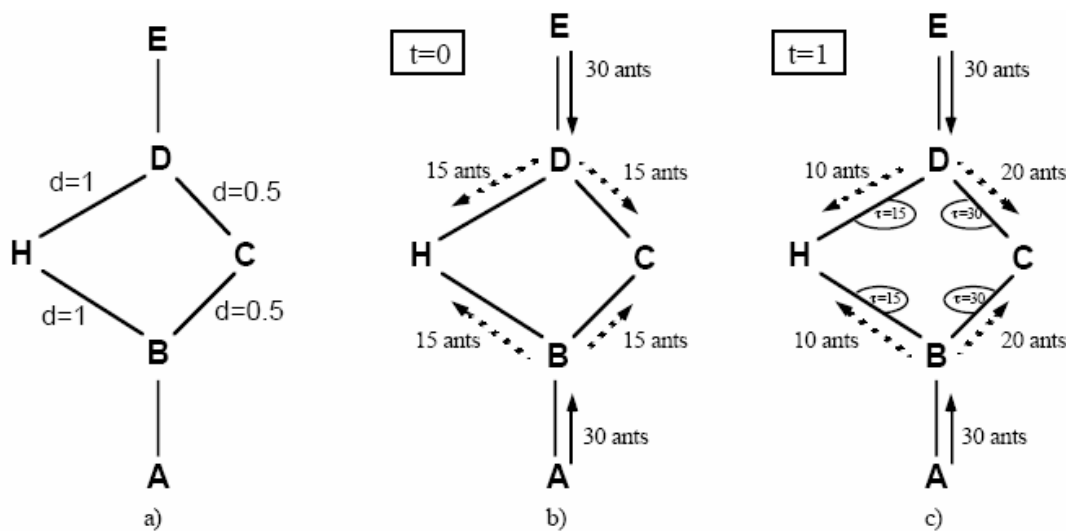 E
D
d=1
d=0.5
H
C
d=1
d=0.5
B
A
a)
t=0
E
30 ants
D
15 ants
15 ants
H
C
15 ants
15 ants
B
30 ants
A
b)
t=1
E
30 ants
D
10 ants
20 ants
τ=15
τ=30
H
C
τ=15
τ=30
10 ants
20 ants
B
30 ants
A
c)